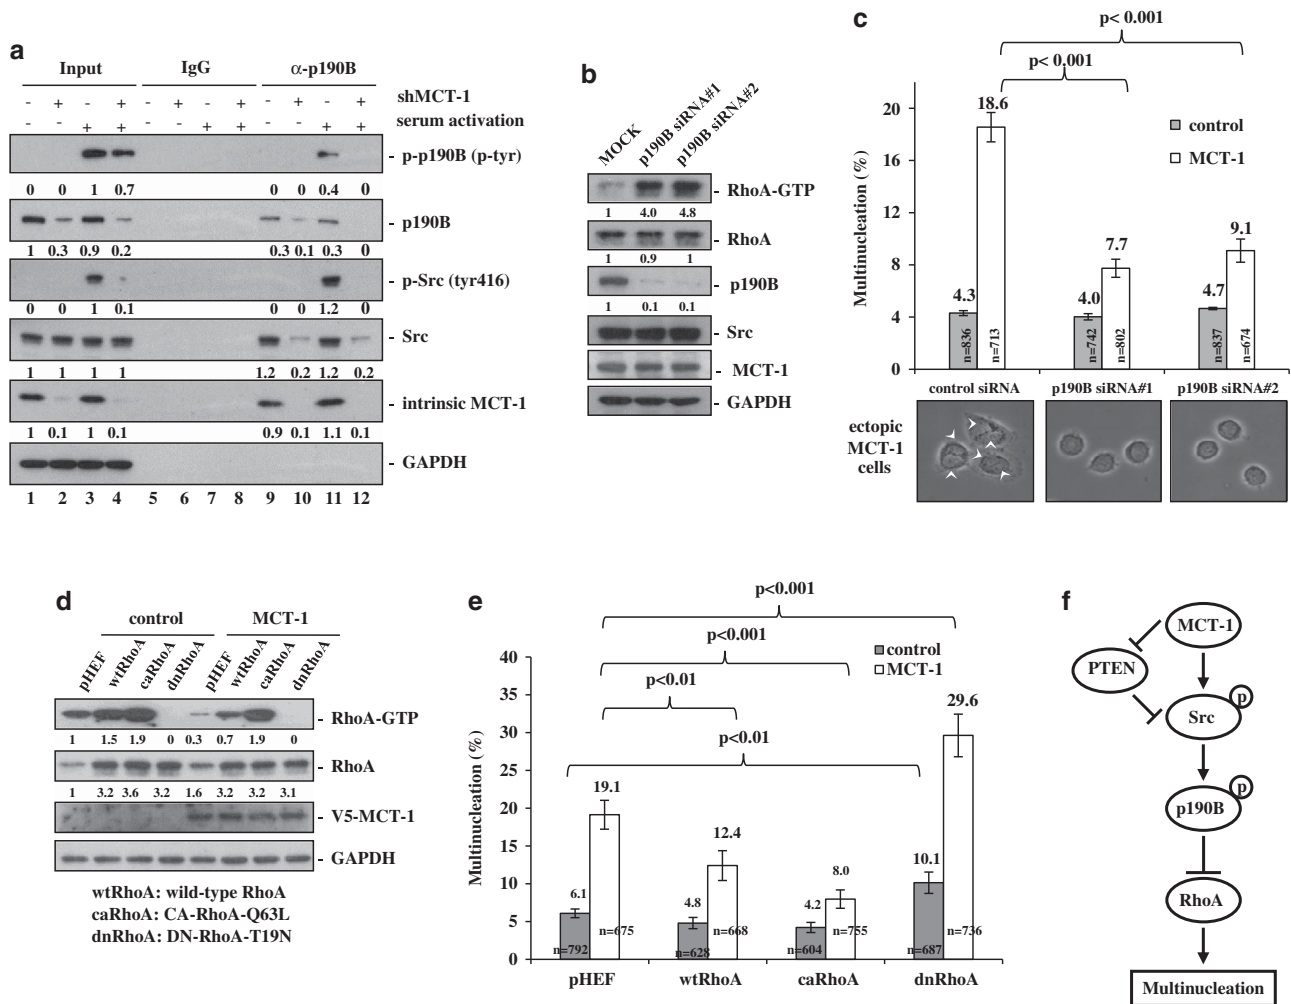 a
Input IgG α-p190B
- + - + - + - + - + - + shMCT-1
- - + + - - + + - - + + serum activation
- p-p190B (p-tyr)
0 0 1 0.7 0 0 0.4 0
- p190B
1 0.3 0.9 0.2 0.3 0.1 0.3 0
- p-Src (tyr416)
0 0 1 0.1 0 0 1.2 0
- Src
1 1 1 1 1.2 0.2 1.2 0.2
- intrinsic MCT-1
1 0.1 1 0.1 0.9 0.1 1.1 0.1
- GAPDH
1 2 3 4 5 6 7 8 9 10 11 12
b
MOCK p190B siRNA#1 p190B siRNA#2
- RhoA-GTP
1 4.0 4.8
- RhoA
1 0.9 1
- p190B
1 0.1 0.1
- Src
- MCT-1
- GAPDH
c
p< 0.001
p< 0.001
Multinucleation (%)
20
16
12
8
4
0
control
MCT-1
4.3 18.6 4.0 7.7 4.7 9.1
n=836 n=713 n=742 n=802 n=837 n=674
control siRNA p190B siRNA#1 p190B siRNA#2
ectopic
MCT-1
cells
d
control MCT-1
pHEF wtRhoA caRhoA dnRhoA pHEF wtRhoA caRhoA dnRhoA
- RhoA-GTP
1 1.5 1.9 0 0.3 0.7 1.9 0
- RhoA
1 3.2 3.6 3.2 1.6 3.2 3.2 3.1
- V5-MCT-1
- GAPDH
wtRhoA: wild-type RhoA
caRhoA: CA-RhoA-Q63L
dnRhoA: DN-RhoA-T19N
e
p<0.001
p<0.001
p<0.01
p<0.01
control
MCT-1
Multinucleation (%)
40
35
30
25
20
15
10
5
0
6.1 19.1 4.8 12.4 4.2 8.0 10.1 29.6
n=792 n=675 n=628 n=668 n=604 n=755 n=687 n=736
pHEF wtRhoA caRhoA dnRhoA
f
MCT-1
PTEN
Src
p
p190B
p
RhoA
Multinucleation